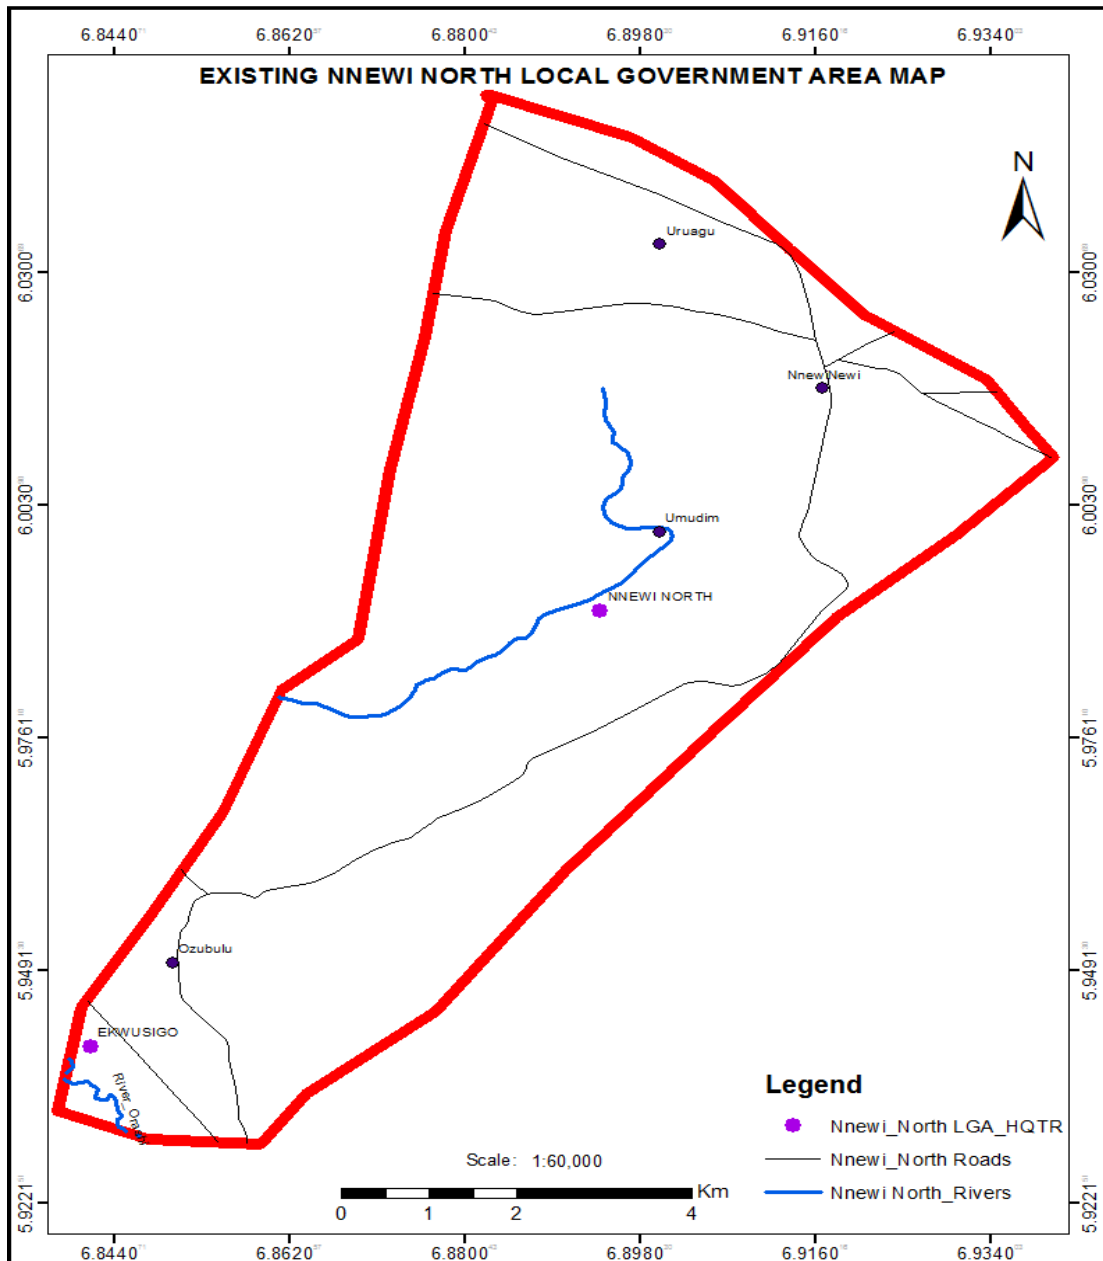 6.8440 6.8620 6.8800 6.8980 6.9160 6.9340
EXISTING NNEWI NORTH LOCAL GOVERNMENT AREA MAP
N
Uruagu
6.0300 6.0300
Nnew Newi
6.0030 6.0030
Umudim
NNEWI NORTH
5.9761 5.9761
Ozubulu
5.9491 5.9491
EKWUSIGO
River_Orashi
Legend
Nnewi_North LGA_HQTR
Scale: 1:60,000
Nnewi_North Roads
Km
Nnewi North_Rivers
0 1 2 4
5.9221 5.9221
6.8440 6.8620 6.8800 6.8980 6.9160 6.9340